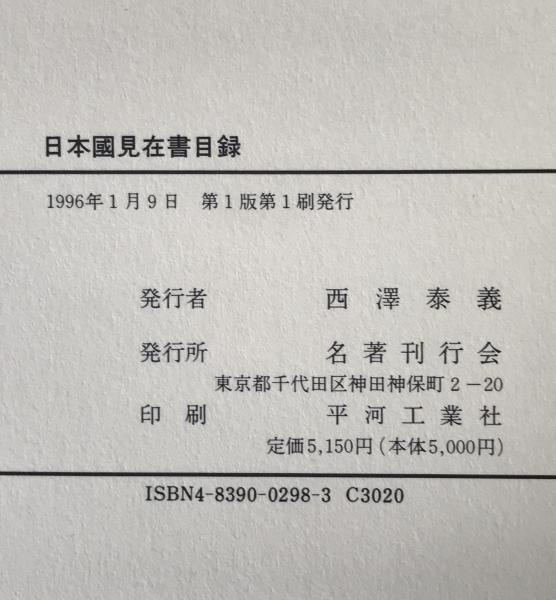 日本國見在書目録
1996年1月9日　第1版第1刷発行
発行者　西澤泰義
発行所　名著刊行会
東京都千代田区神田神保町2−20
印刷　平河工業社
定価5,150円（本体5,000円）
ISBN4-8390-0298-3 C3020